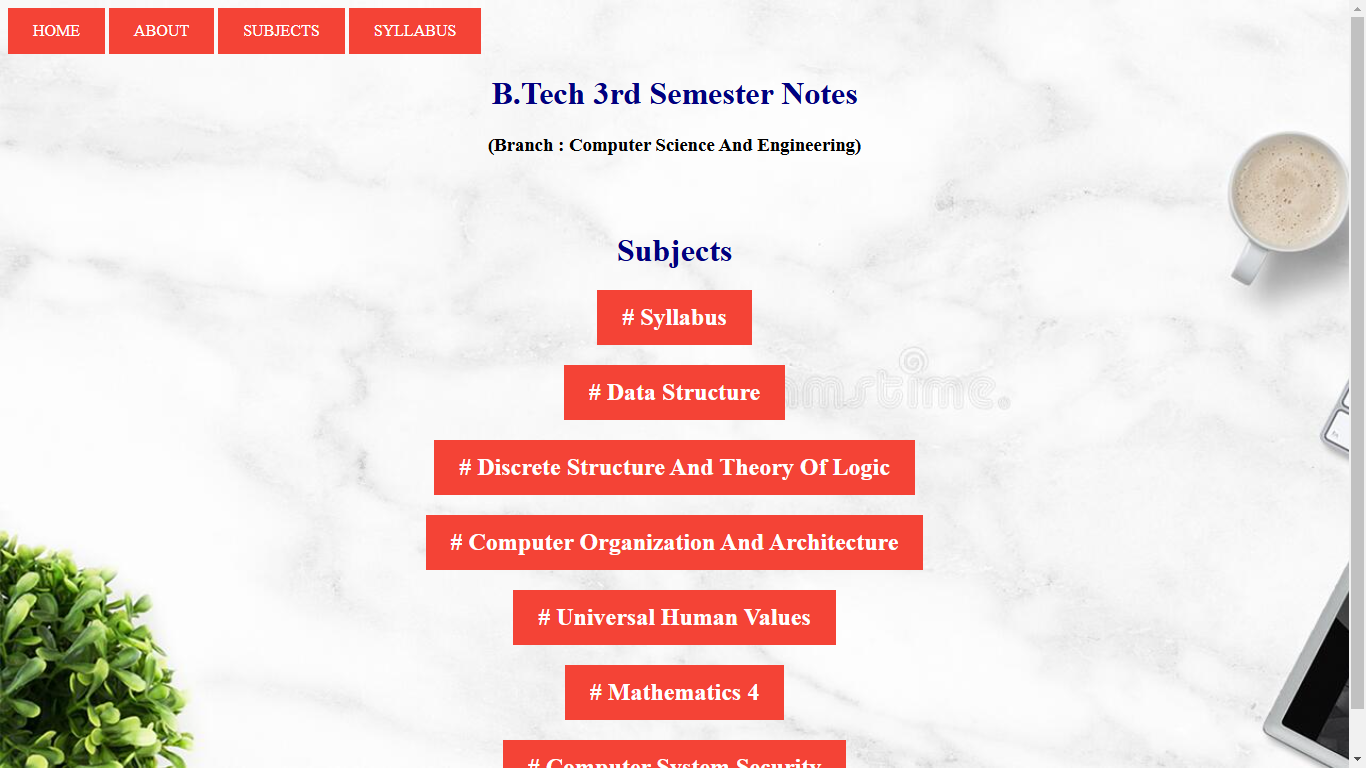 HOME ABOUT SUBJECTS SYLLABUS
B.Tech 3rd Semester Notes
(Branch : Computer Science And Engineering)
Subjects
# Syllabus
# Data Structure
# Discrete Structure And Theory Of Logic
# Computer Organization And Architecture
# Universal Human Values
# Mathematics 4
# Computer System Security